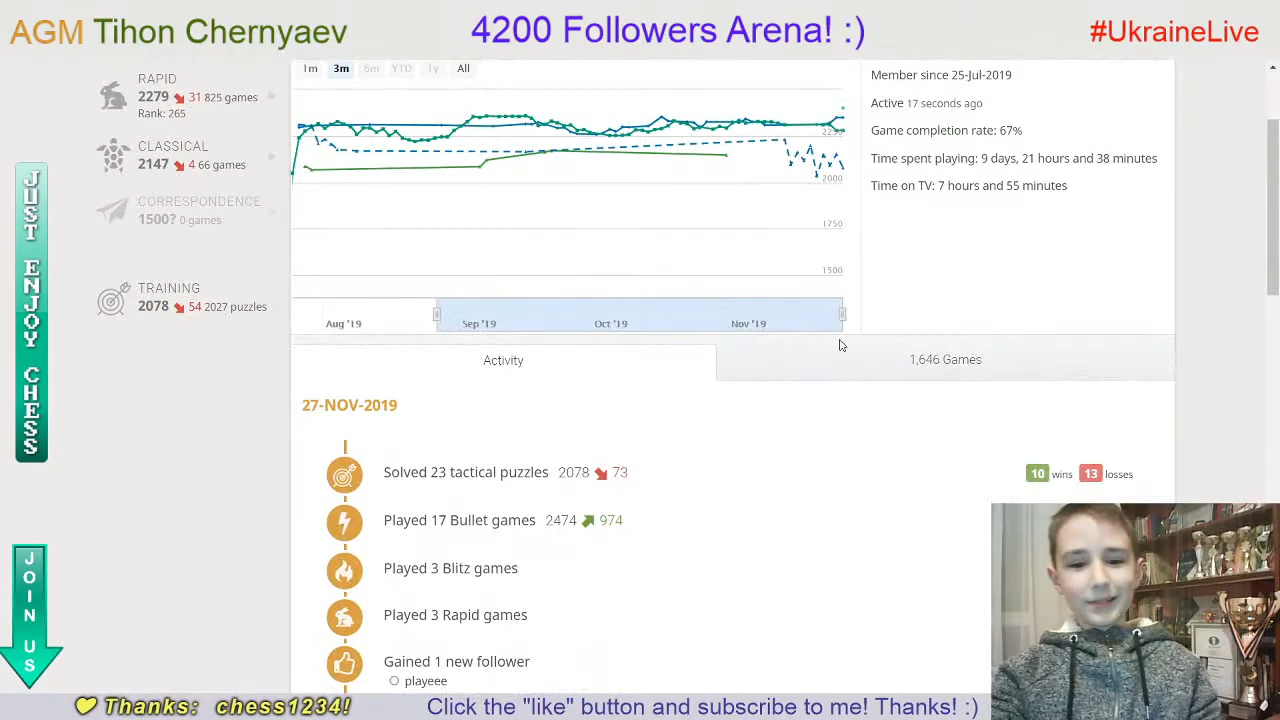 AGM Tihon Chernyaev
4200 Followers Arena! :)
#UkraineLive
JUST ENJOY CHESS
JOIN US
RAPID
2279 31 825 games
Rank: 265
CLASSICAL
2147 4 66 games
CORRESPONDENCE
1500? 0 games
TRAINING
2078 54 2027 puzzles
1m 3m 6m YTD 1y All
2000
1750
1500
Aug '19 Sep '19 Oct '19 Nov '19
Member since 25-Jul-2019
Active 17 seconds ago
Game completion rate: 67%
Time spent playing: 9 days, 21 hours and 38 minutes
Time on TV: 7 hours and 55 minutes
Activity
1,646 Games
27-NOV-2019
Solved 23 tactical puzzles 2078 73
10 wins 13 losses
Played 17 Bullet games 2474 974
Played 3 Blitz games
Played 3 Rapid games
Gained 1 new follower
playeee
Thanks: chess1234!
Click the "like" button and subscribe to me! Thanks! :)